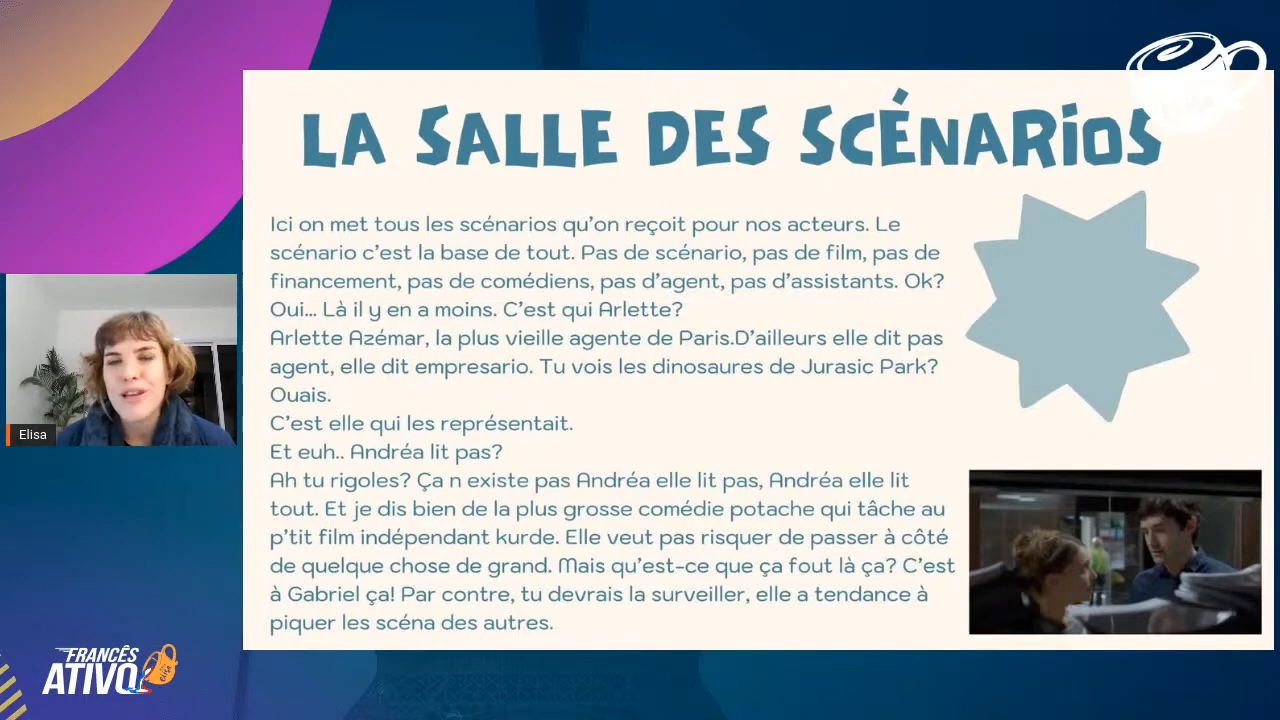 LA SALLE DES SCÉNARiOS
Ici on met tous les scénarios qu’on reçoit pour nos acteurs. Le
scénario c’est la base de tout. Pas de scénario, pas de film, pas de
financement, pas de comédiens, pas d’agent, pas d’assistants. Ok?
Oui... Là il y en a moins. C’est qui Arlette?
Arlette Azémar, la plus vieille agente de Paris.D’ailleurs elle dit pas
agent, elle dit empresario. Tu vois les dinosaures de Jurasic Park?
Ouais.
C’est elle qui les représentait.
Et euh.. Andréa lit pas?
Ah tu rigoles? Ça n existe pas Andréa elle lit pas, Andréa elle lit
tout. Et je dis bien de la plus grosse comédie potache qui tâche au
p’tit film indépendant kurde. Elle veut pas risquer de passer à côté
de quelque chose de grand. Mais qu’est-ce que ça fout là ça? C’est
à Gabriel ça! Par contre, tu devrais la surveiller, elle a tendance à
piquer les scéna des autres.
Elisa
FRANCÊS
ATIVO